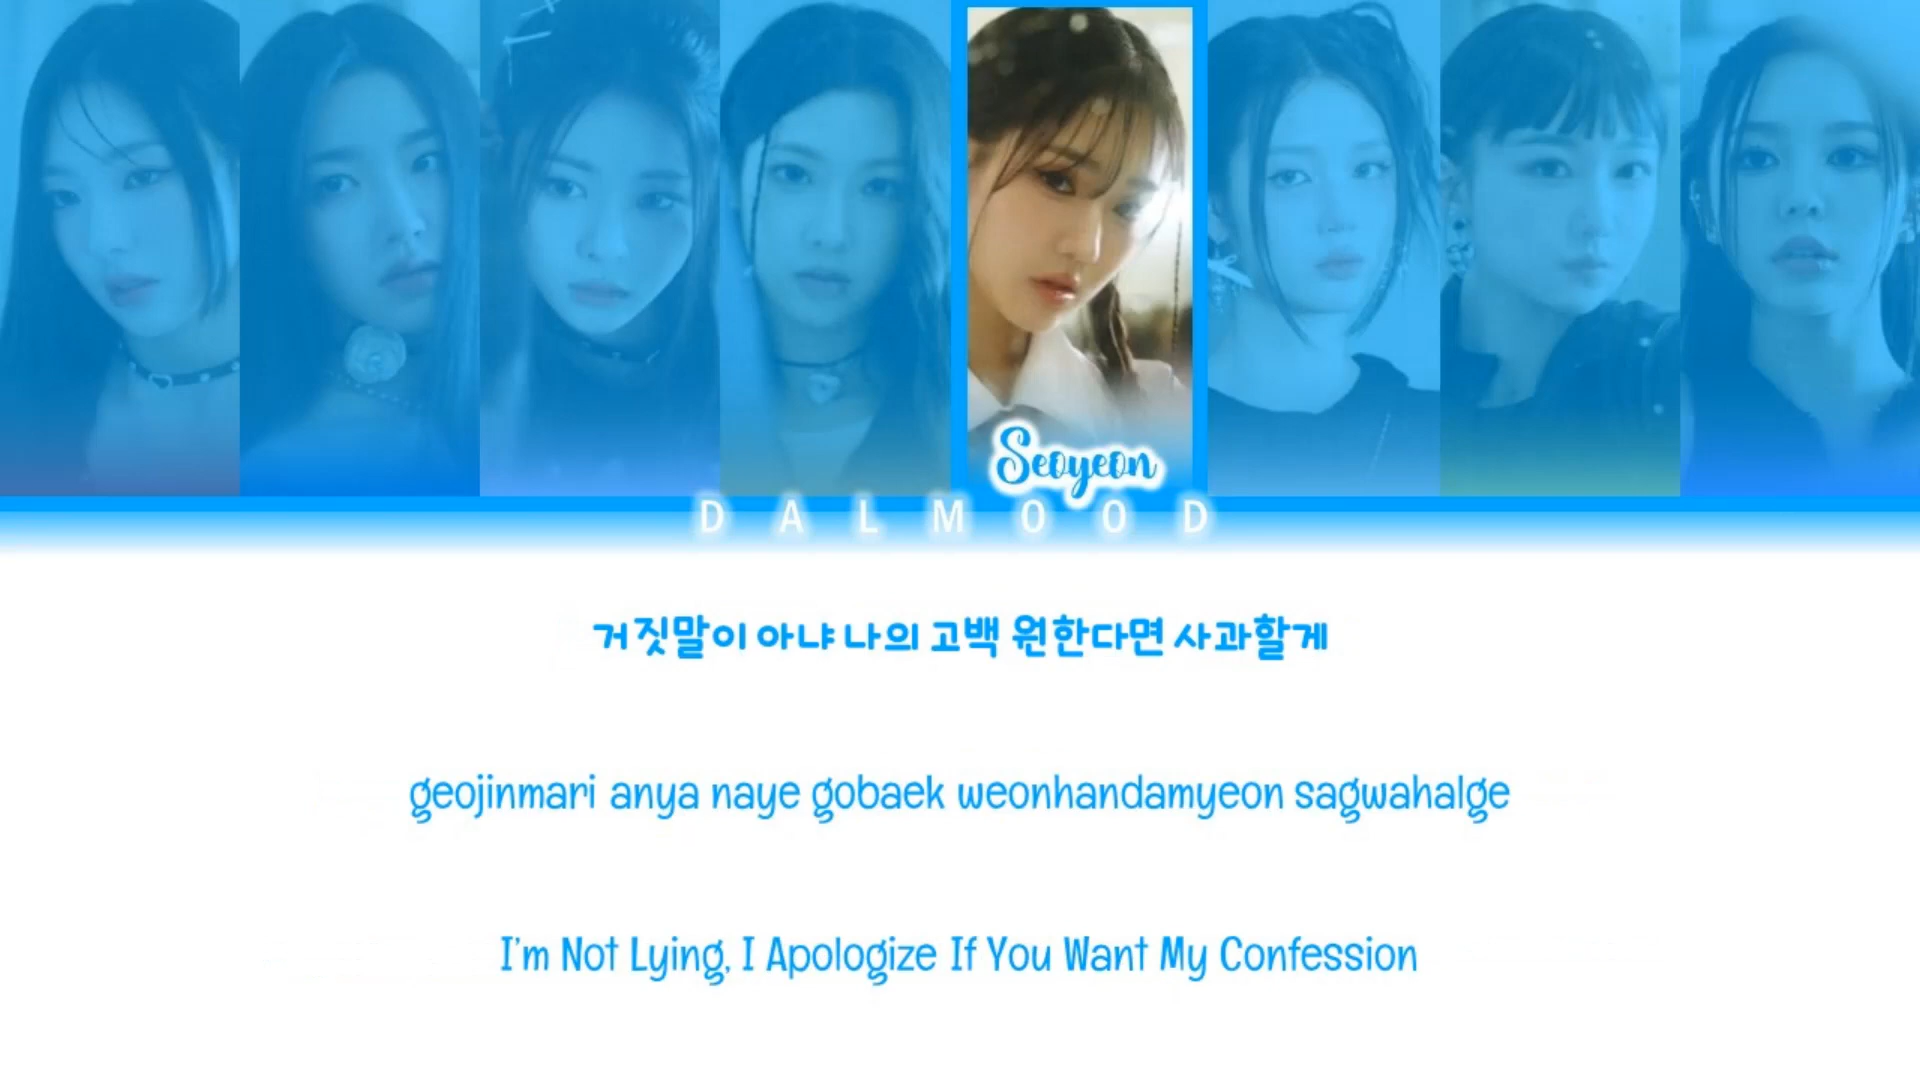 Seoyeon
DALMOOD
거짓말이 아냐 나의 고백 원한다면 사과할게
geojinmari anya naye gobaek weonhandamyeon sagwahalge
I'm Not Lying, I Apologize If You Want My Confession